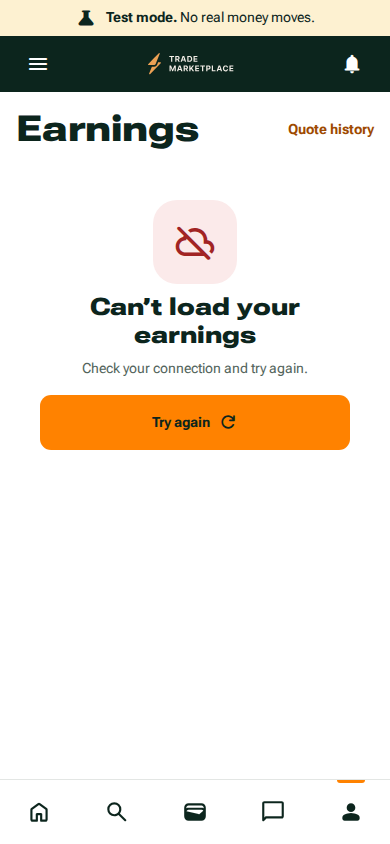 Test mode. No real money moves.
TRADE
MARKETPLACE
Earnings
Quote history
Can't load your
earnings
Check your connection and try again.
Try again